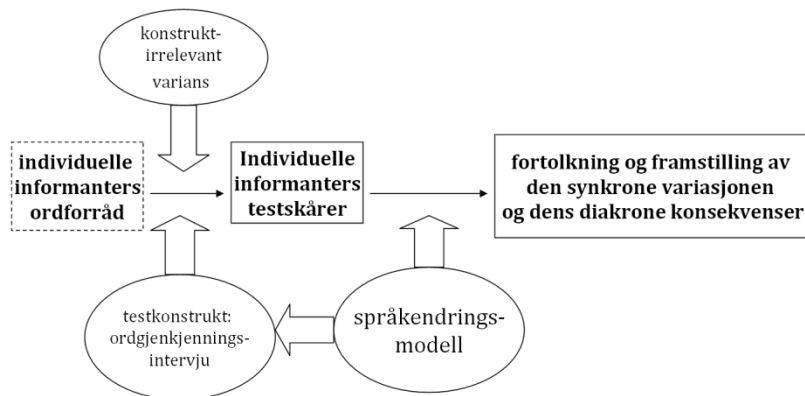 konstrukt-
irrelevant
varians
individuelle
informanters
ordforråd
Individuelle
informanters
testskårer
fortolkning og framstilling av
den synkrone variasjonen
og dens diakrone konsekvenser
testkonstrukt:
ordgjenkjennings-
intervju
språkendrings-
modell